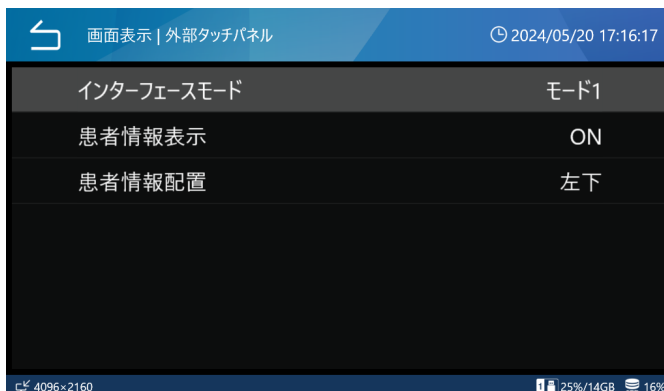 画面表示 | 外部タッチパネル 2024/05/20 17:16:17
インターフェースモード モード1
患者情報表示 ON
患者情報配置 左下
4096×2160 1 25%/14GB 16%